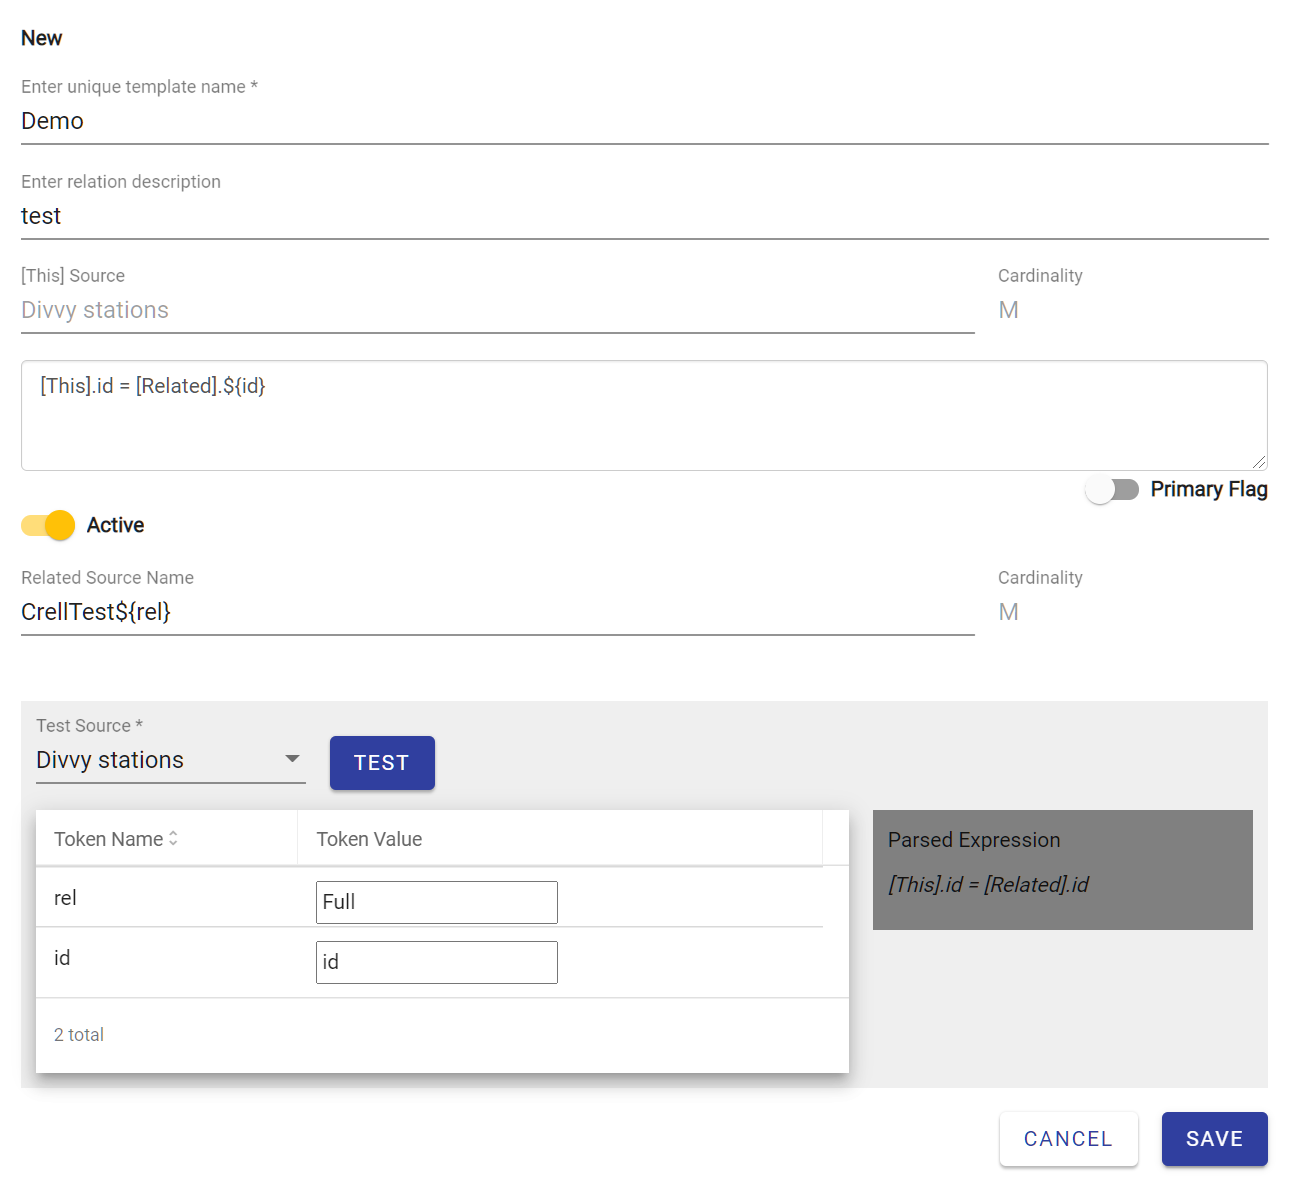 New
Enter unique template name *
Demo
Enter relation description
test
[This] Source
Cardinality
Divvy stations
M
[This].id = [Related].${id}
Primary Flag
Active
Related Source Name
Cardinality
CrellTest${rel}
M
Test Source *
Divvy stations
TEST
Token Name
Token Value
rel
Full
id
id
2 total
Parsed Expression
[This].id = [Related].id
CANCEL
SAVE